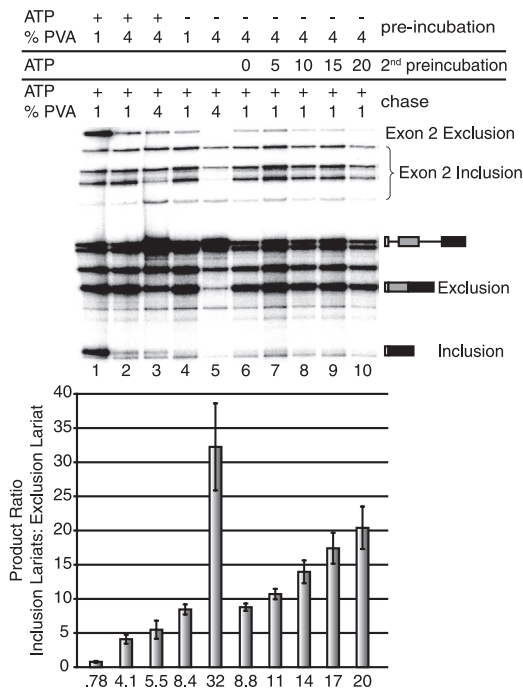 ATP + + + - - - - - - - pre-incubation
% PVA 1 4 4 1 4 4 4 4 4 4
ATP 0 5 10 15 20 2nd preincubation
ATP + + + + + + + + + + chase
% PVA 1 1 4 1 4 1 1 1 1 1
Exon 2 Exclusion
Exon 2 Inclusion
Exclusion
Inclusion
1 2 3 4 5 6 7 8 9 10
Product Ratio
Inclusion Lariats: Exclusion Lariat
40
35
30
25
20
15
10
5
0
.78 4.1 5.5 8.4 32 8.8 11 14 17 20